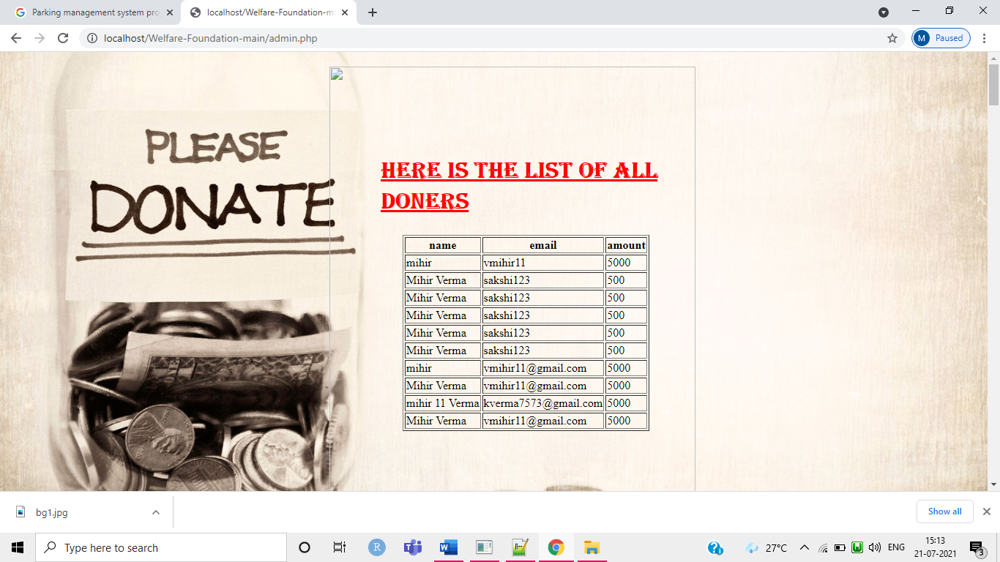 Parking management system pro
localhost/Welfare-Foundation-m
localhost/Welfare-Foundation-main/admin.php
M Paused
PLEASE
DONATE
HERE IS THE LIST OF ALL
DONERS
name email amount
mihir vmihir11 5000
Mihir Verma sakshi123 500
Mihir Verma sakshi123 500
Mihir Verma sakshi123 500
Mihir Verma sakshi123 500
Mihir Verma sakshi123 500
mihir vmihir11@gmail.com 5000
Mihir Verma vmihir11@gmail.com 5000
mihir 11 Verma kverma7573@gmail.com 5000
Mihir Verma vmihir11@gmail.com 5000
bg1.jpg
Show all
Type here to search
27°C
ENG
15:13
21-07-2021
3